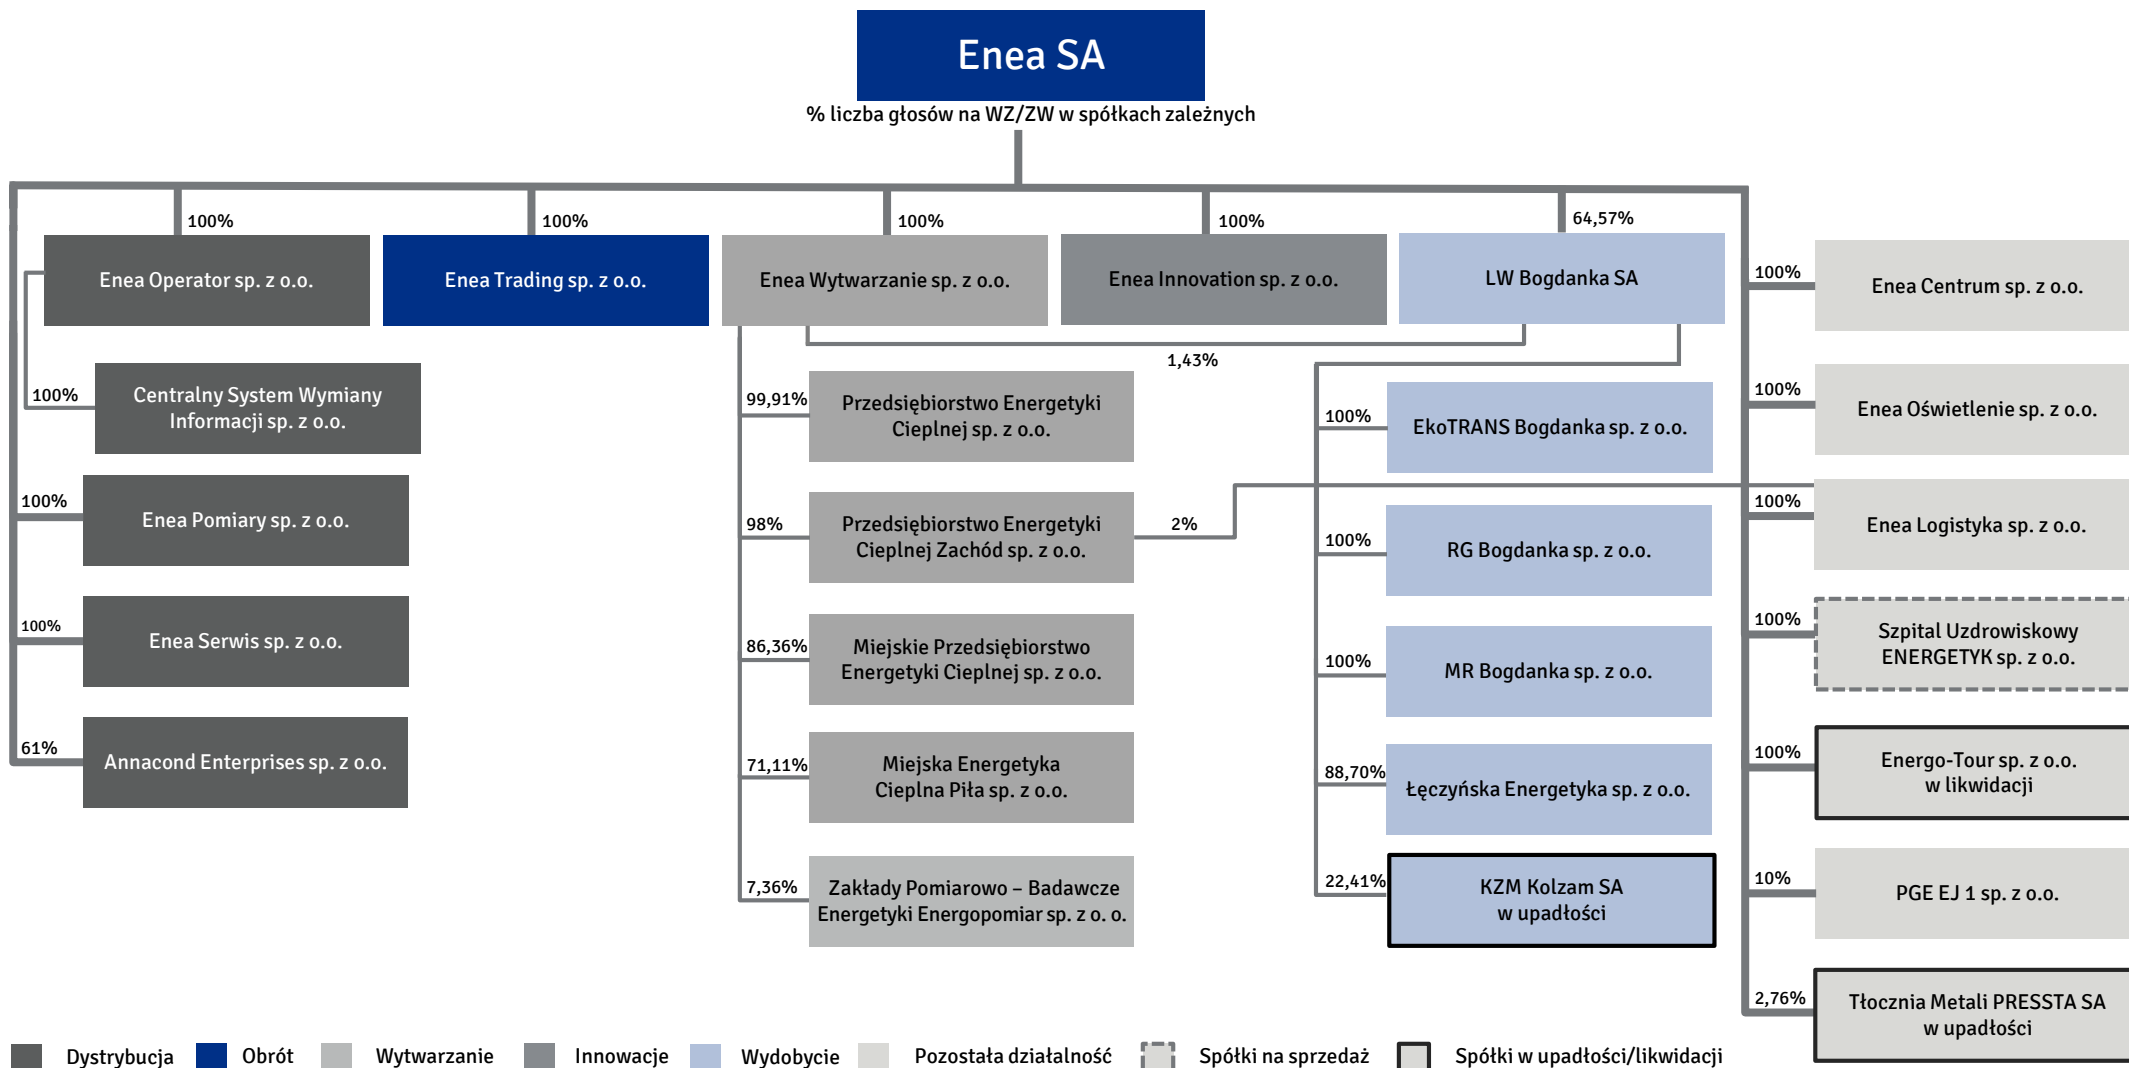 Enea SA
% liczba głosów na WZ/ZW w spółkach zależnych
100%
100%
100%
100%
64,57%
Enea Operator sp. z o.o.
Enea Trading sp. z o.o.
Enea Wytwarzanie sp. z o.o.
Enea Innovation sp. z o.o.
LW Bogdanka SA
1,43%
100%
Centralny System Wymiany
Informacji sp. z o.o.
100%
Enea Pomiary sp. z o.o.
100%
Enea Serwis sp. z o.o.
61%
Annacond Enterprises sp. z o.o.
99,91%
Przedsiębiorstwo Energetyki
Cieplnej sp. z o.o.
98%
Przedsiębiorstwo Energetyki
Cieplnej Zachód sp. z o.o.
2%
86,36%
Miejskie Przedsiębiorstwo
Energetyki Cieplnej sp. z o.o.
71,11%
Miejska Energetyka
Cieplna Piła sp. z o.o.
7,36%
Zakłady Pomiarowo – Badawcze
Energetyki Energopomiar sp. z o. o.
100%
EkoTRANS Bogdanka sp. z o.o.
100%
RG Bogdanka sp. z o.o.
100%
MR Bogdanka sp. z o.o.
88,70%
Łęczyńska Energetyka sp. z o.o.
22,41%
KZM Kolzam SA
w upadłości
100%
Enea Centrum sp. z o.o.
100%
Enea Oświetlenie sp. z o.o.
100%
Enea Logistyka sp. z o.o.
100%
Szpital Uzdrowiskowy
ENERGETYK sp. z o.o.
100%
Energo-Tour sp. z o.o.
w likwidacji
10%
PGE EJ 1 sp. z o.o.
2,76%
Tłocznia Metali PRESSTA SA
w upadłości
Dystrybucja
Obrót
Wytwarzanie
Innowacje
Wydobycie
Pozostała działalność
Spółki na sprzedaż
Spółki w upadłości/likwidacji